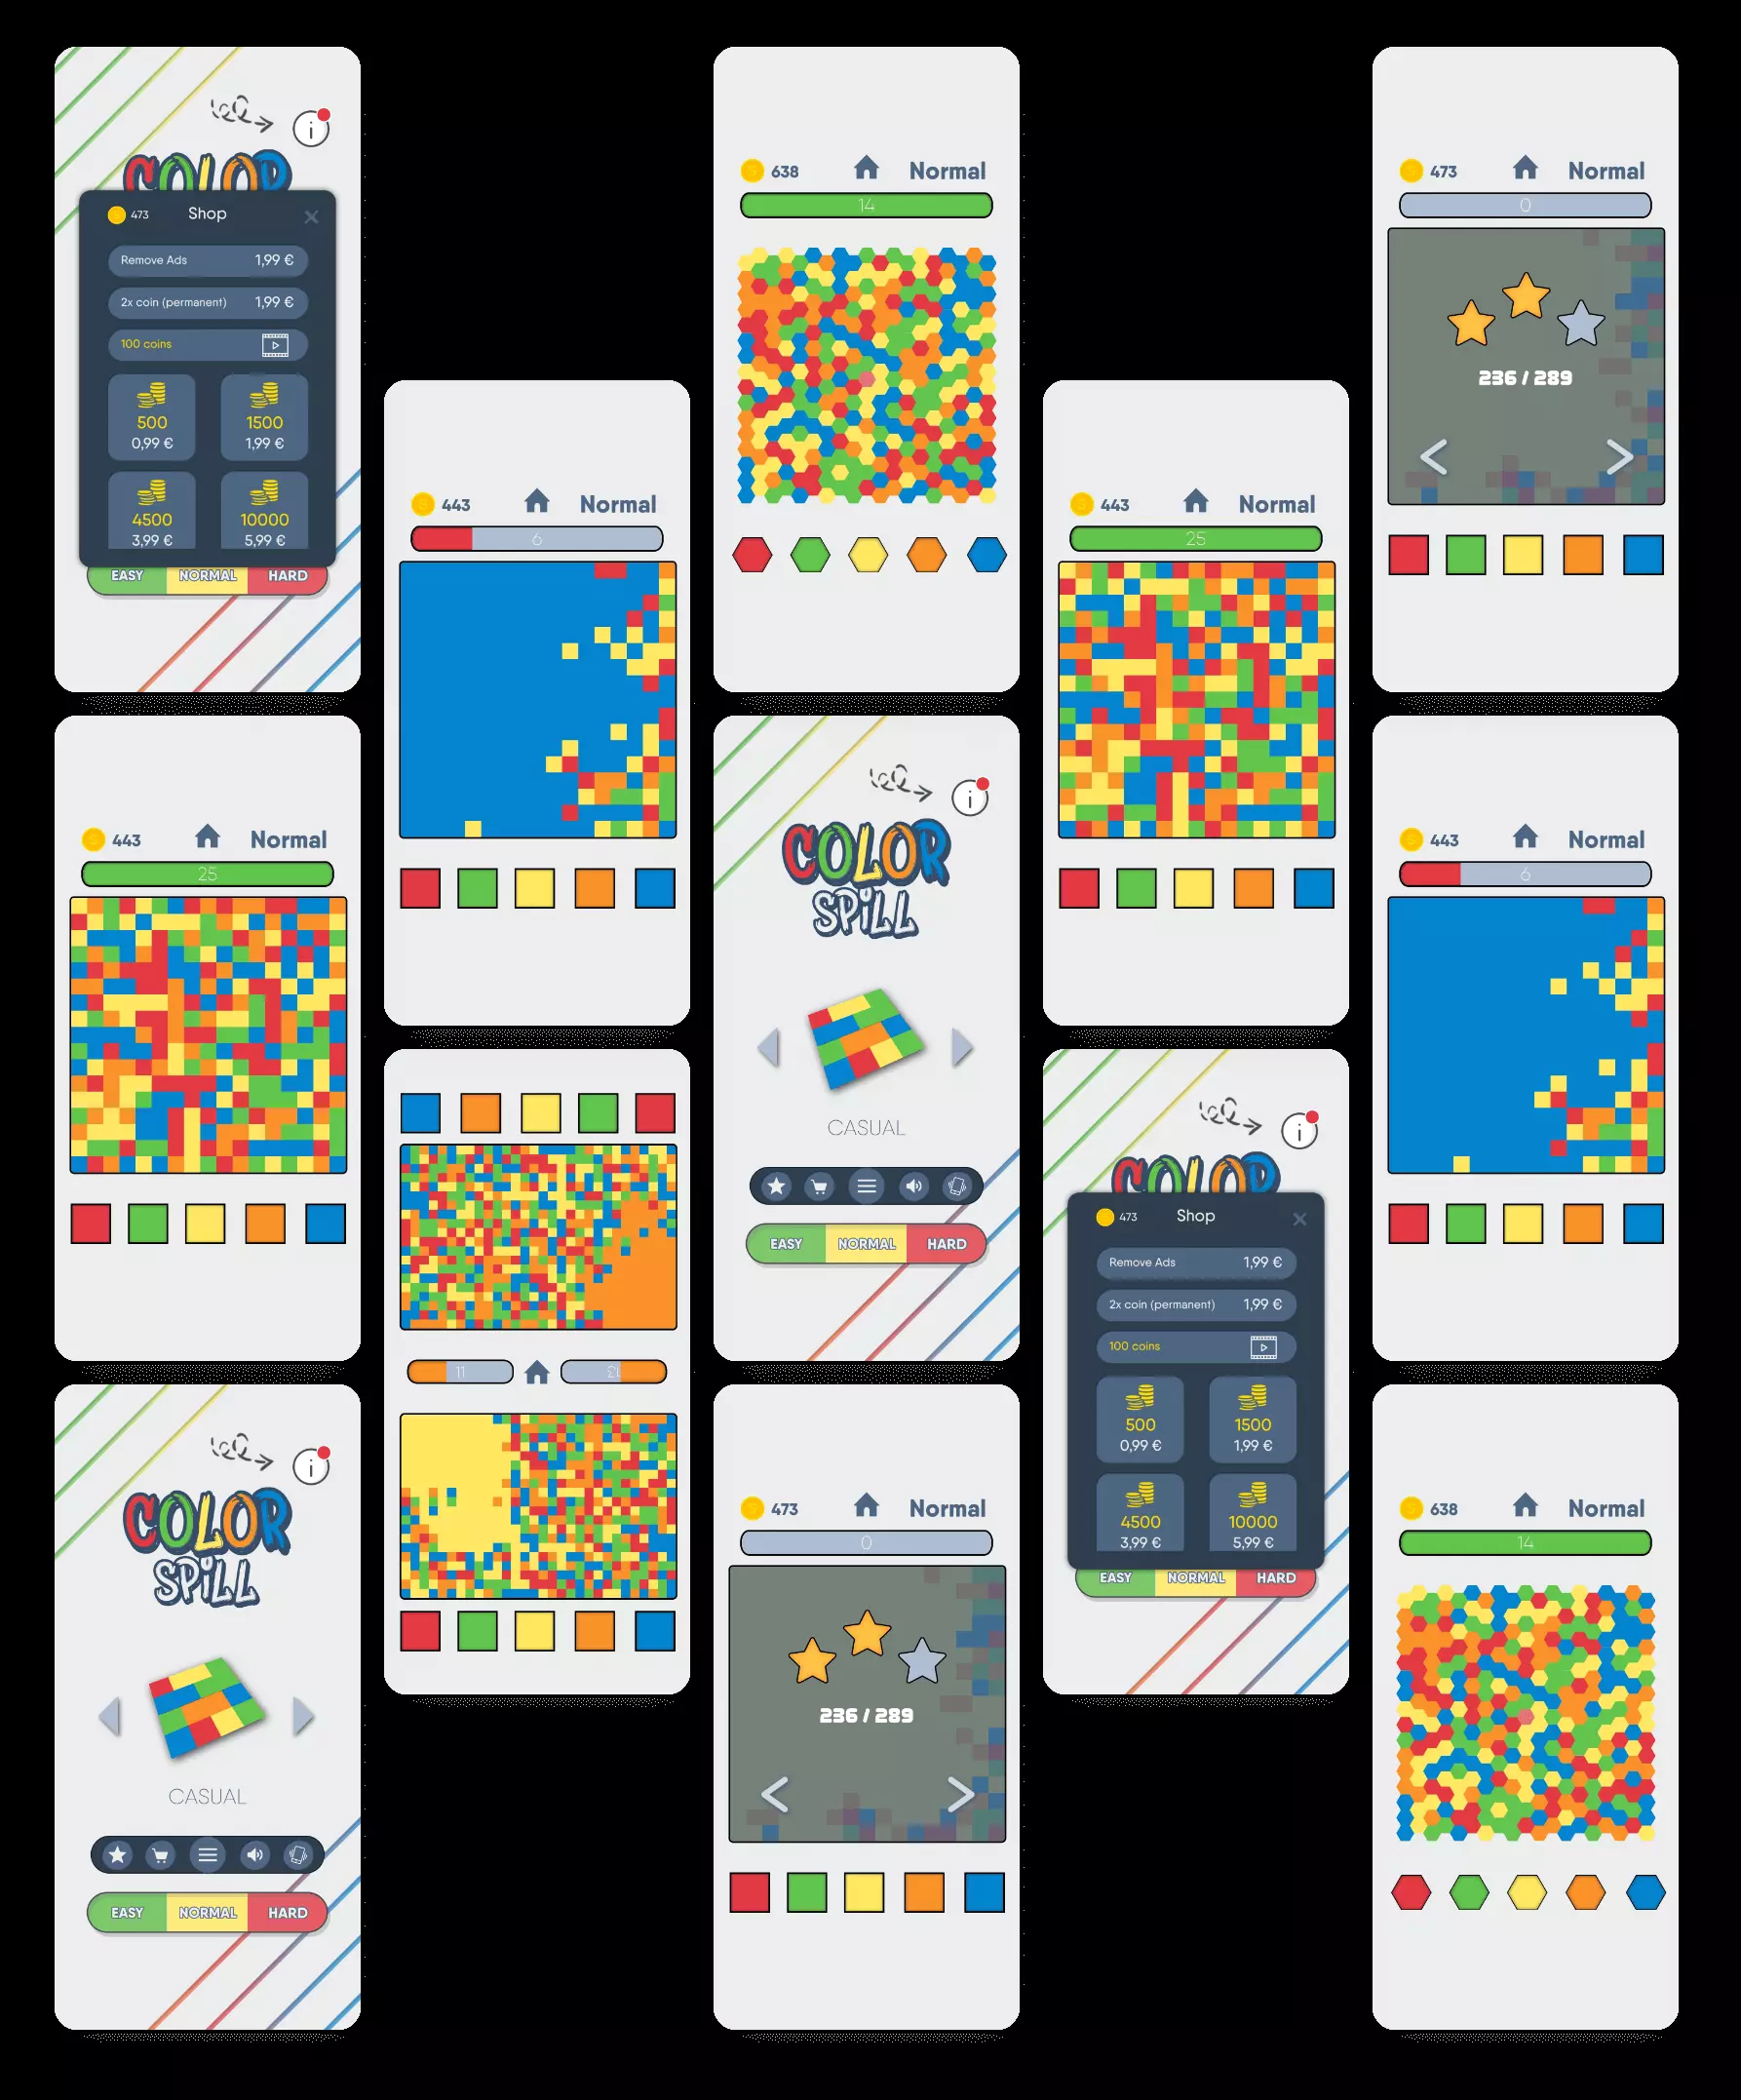 COLOR
473 Shop ×
Remove Ads 1,99 €
2x coin (permanent) 1,99 €
100 coins
500 1500
0,99 € 1,99 €
4500 10000
3,99 € 5,99 €
EASY NORMAL HARD
443 Normal
25
COLOR
SPiLL
CASUAL
EASY NORMAL HARD
443 Normal
6
11
13
638 Normal
14
COLOR
SPiLL
CASUAL
EASY NORMAL HARD
473 Normal
0
236 / 289
443 Normal
25
COLOR
473 Shop ×
Remove Ads 1,99 €
2x coin (permanent) 1,99 €
100 coins
500 1500
0,99 € 1,99 €
4500 10000
3,99 € 5,99 €
EASY NORMAL HARD
473 Normal
0
236 / 289
443 Normal
6
638 Normal
14